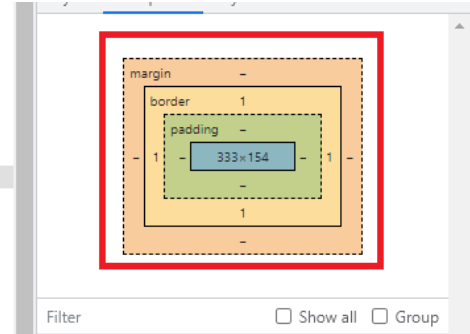 margin –
border 1
padding –
– 1 – 333×154 – 1 –
–
1
–
Filter Show all Group